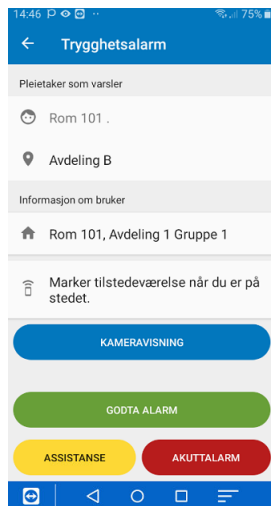 14:46
75%
Trygghetsalarm
Pleietaker som varsler
Rom 101 .
Avdeling B
Informasjon om bruker
Rom 101, Avdeling 1 Gruppe 1
Marker tilstedeværelse når du er på
stedet.
KAMERAVISNING
GODTA ALARM
ASSISTANSE
AKUTTALARM